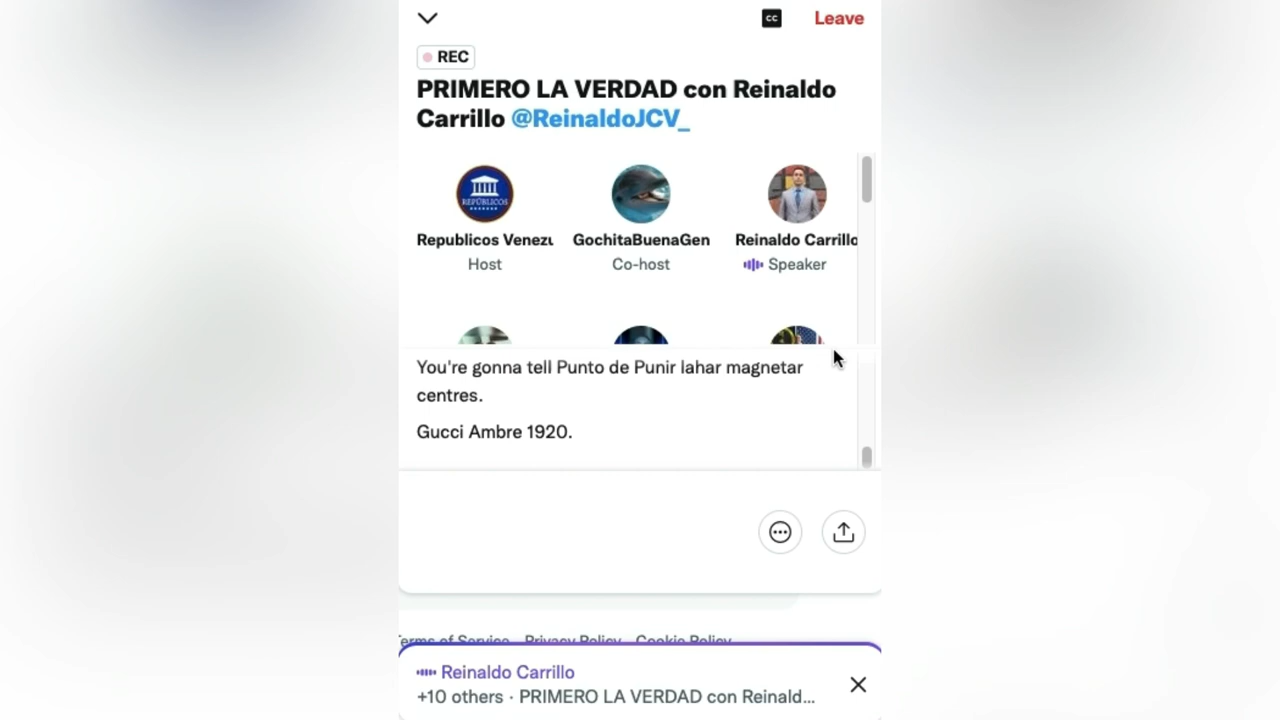 CC
Leave
REC
PRIMERO LA VERDAD con Reinaldo
Carrillo @ReinaldoJCV_
REPÚBLICOS
Republicos Venezu
GochitaBuenaGen
Reinaldo Carrillo
Host
Co-host
Speaker
You're gonna tell Punto de Punir lahar magnetar
centres.
Gucci Ambre 1920.
Terms of Service Privacy Policy Cookie Policy
Reinaldo Carrillo
+10 others · PRIMERO LA VERDAD con Reinald...